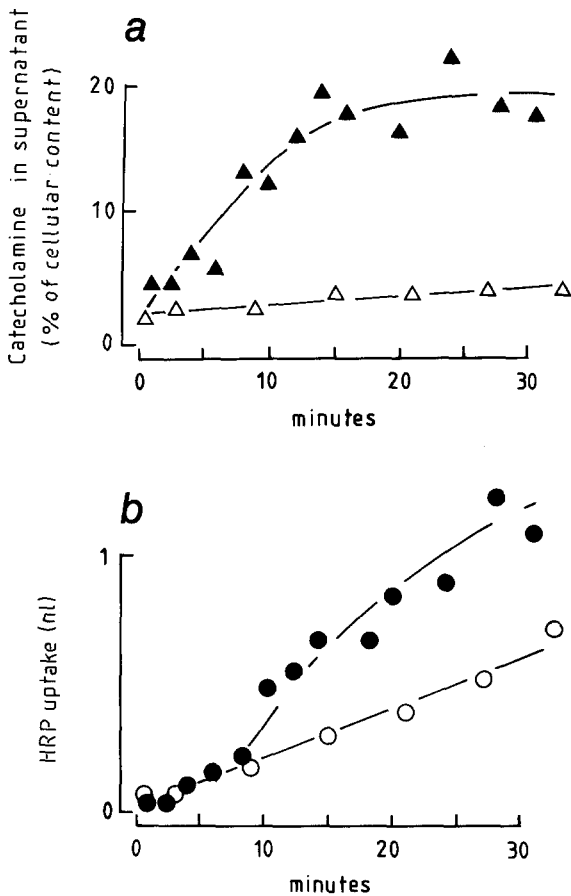 a
Catecholamine in supernatant
(% of cellular content)
20
10
0
0 10 20 30
minutes
b
HRP uptake (nl)
1
0
0 10 20 30
minutes